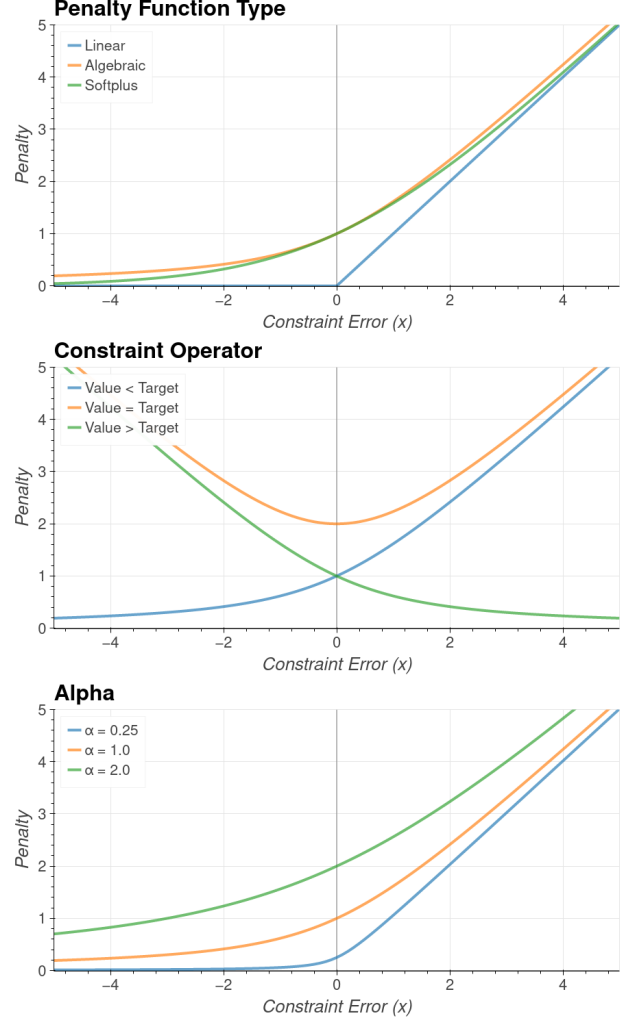 Penalty Function Type
5
4
3
2
1
0
Penalty
Linear
Algebraic
Softplus
−4 −2 0 2 4
Constraint Error (x)
Constraint Operator
5
4
3
2
1
0
Penalty
Value < Target
Value = Target
Value > Target
−4 −2 0 2 4
Constraint Error (x)
Alpha
5
4
3
2
1
0
Penalty
α = 0.25
α = 1.0
α = 2.0
−4 −2 0 2 4
Constraint Error (x)